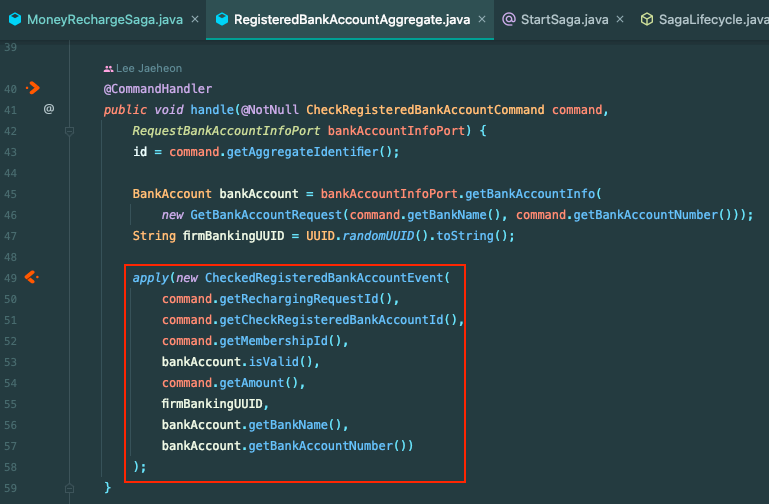 MoneyRechargeSaga.java × RegisteredBankAccountAggregate.java × @ StartSaga.java × SagaLifecycle.java
39
Lee Jaeheon
40 @CommandHandler
41 @ public void handle(@NotNull CheckRegisteredBankAccountCommand command,
42 RequestBankAccountInfoPort bankAccountInfoPort) {
43 id = command.getAggregateIdentifier();
44
45 BankAccount bankAccount = bankAccountInfoPort.getBankAccountInfo(
46 new GetBankAccountRequest(command.getBankName(), command.getBankAccountNumber()));
47 String firmBankingUUID = UUID.randomUUID().toString();
48
49 apply(new CheckedRegisteredBankAccountEvent(
50 command.getRechargingRequestId(),
51 command.getCheckRegisteredBankAccountId(),
52 command.getMembershipId(),
53 bankAccount.isValid(),
54 command.getAmount(),
55 firmBankingUUID,
56 bankAccount.getBankName(),
57 bankAccount.getBankAccountNumber())
58 );
59 }